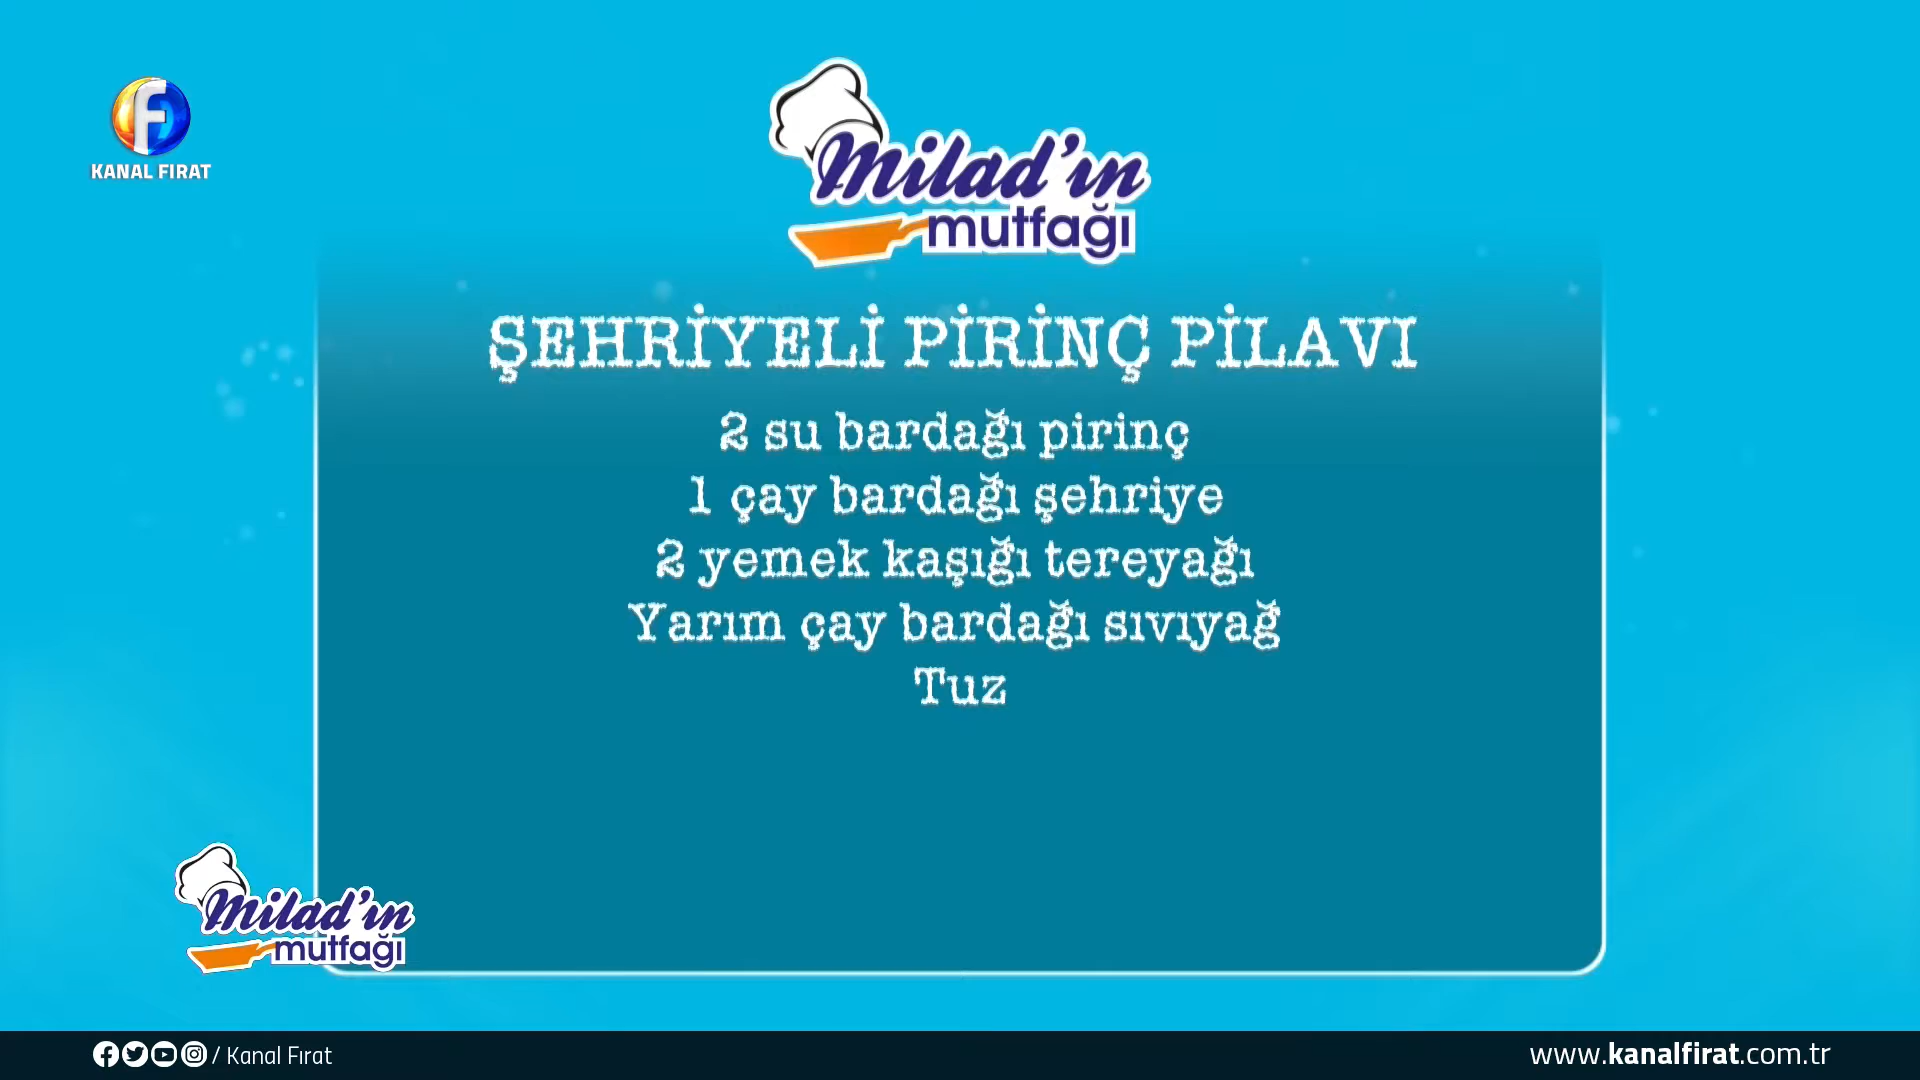 KANAL FIRAT
Milad'ın
mutfağı
ŞEHRİYELİ PİRİNÇ PİLAVI
2 su bardağı pirinç
1 çay bardağı şehriye
2 yemek kaşığı tereyağı
Yarım çay bardağı sıvıyağ
Tuz
Milad'ın
mutfağı
/ Kanal Fırat
www.kanalfirat.com.tr